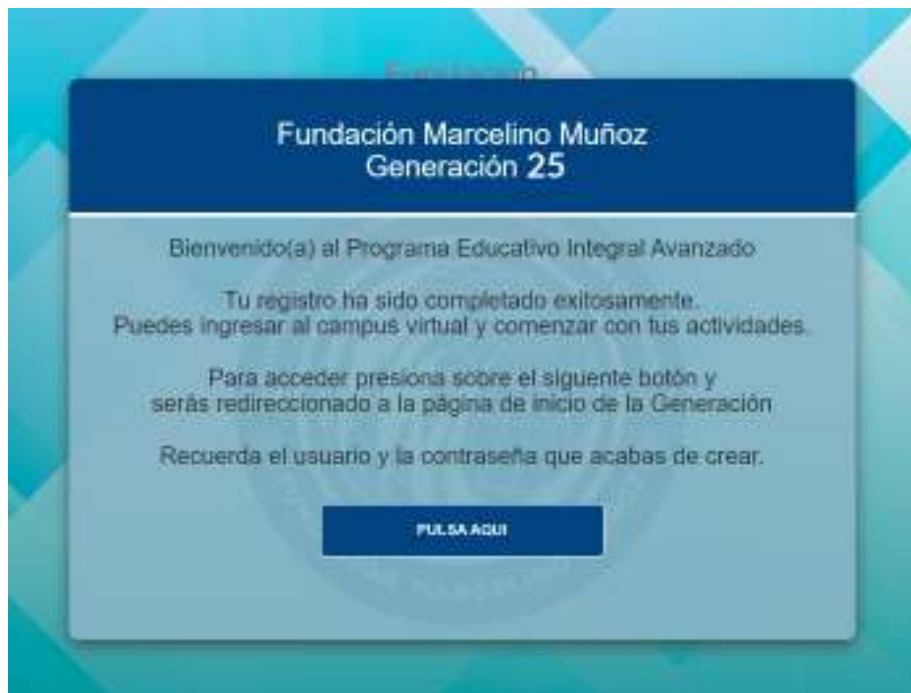 Fundación
Fundación Marcelino Muñoz
Generación 25
Bienvenido(a) al Programa Educativo Integral Avanzado
Tu registro ha sido completado exitosamente.
Puedes ingresar al campus virtual y comenzar con tus actividades.
Para acceder presiona sobre el siguente botón y
serás redireccionado a la página de inicio de la Generación
Recuerda el usuario y la contraseña que acabas de crear.
PULSA AQUI